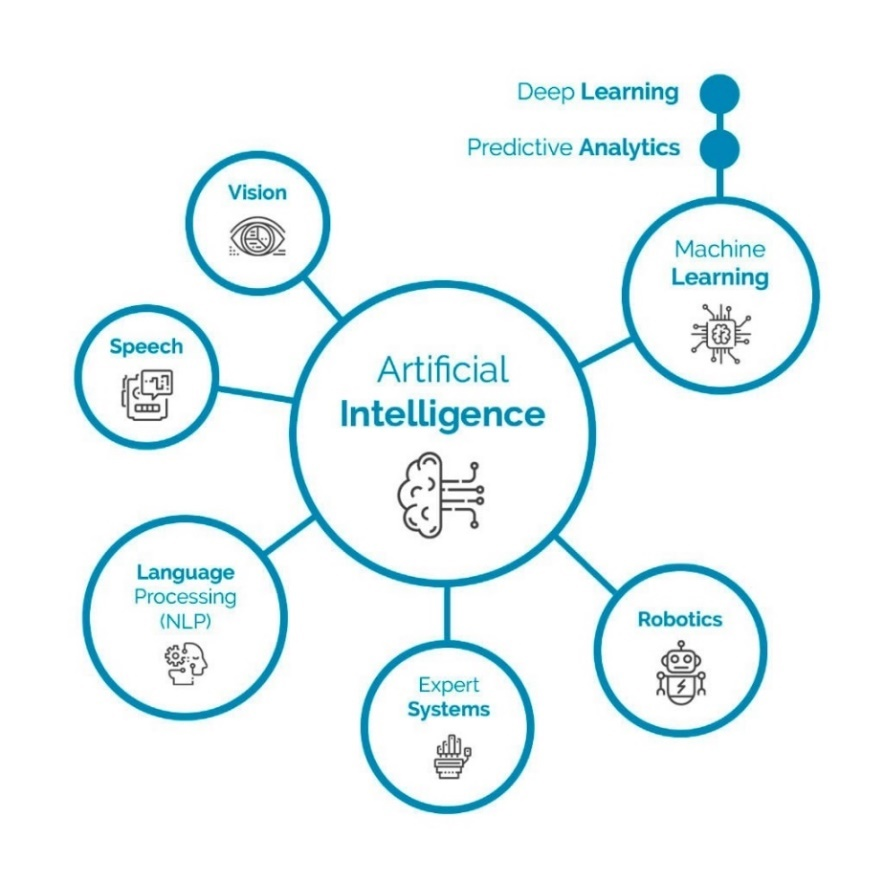 Deep Learning
Predictive Analytics
Vision
Machine
Learning
Speech
Artificial
Intelligence
Language
Processing
(NLP)
Robotics
Expert
Systems